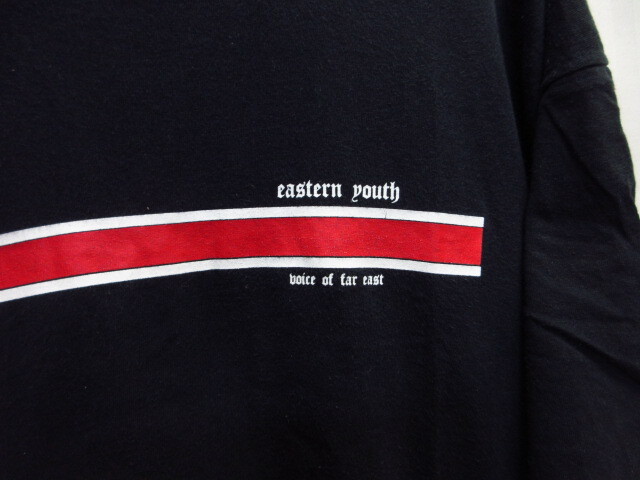 eastern youth
voice of far east